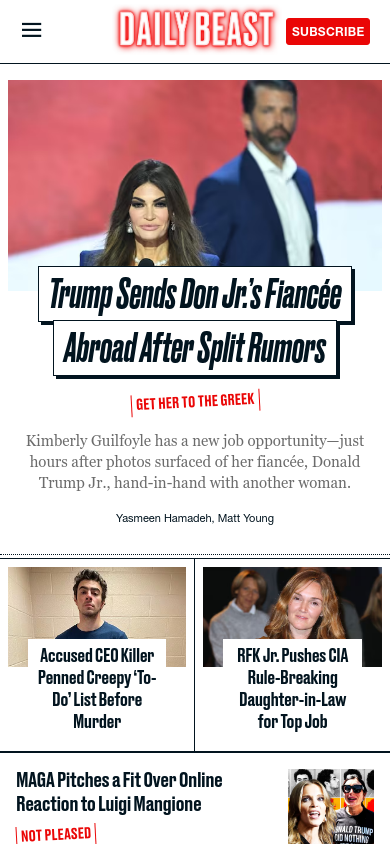 DAILY BEAST
SUBSCRIBE
Trump Sends Don Jr.’s Fiancée
Abroad After Split Rumors
GET HER TO THE GREEK
Kimberly Guilfoyle has a new job opportunity—just
hours after photos surfaced of her fiancée, Donald
Trump Jr., hand-in-hand with another woman.
Yasmeen Hamadeh, Matt Young
Accused CEO Killer
Penned Creepy ‘To-
Do’ List Before
Murder
RFK Jr. Pushes CIA
Rule-Breaking
Daughter-in-Law
for Top Job
MAGA Pitches a Fit Over Online
Reaction to Luigi Mangione
NOT PLEASED
DONALD TRUMP
DID NOTHING